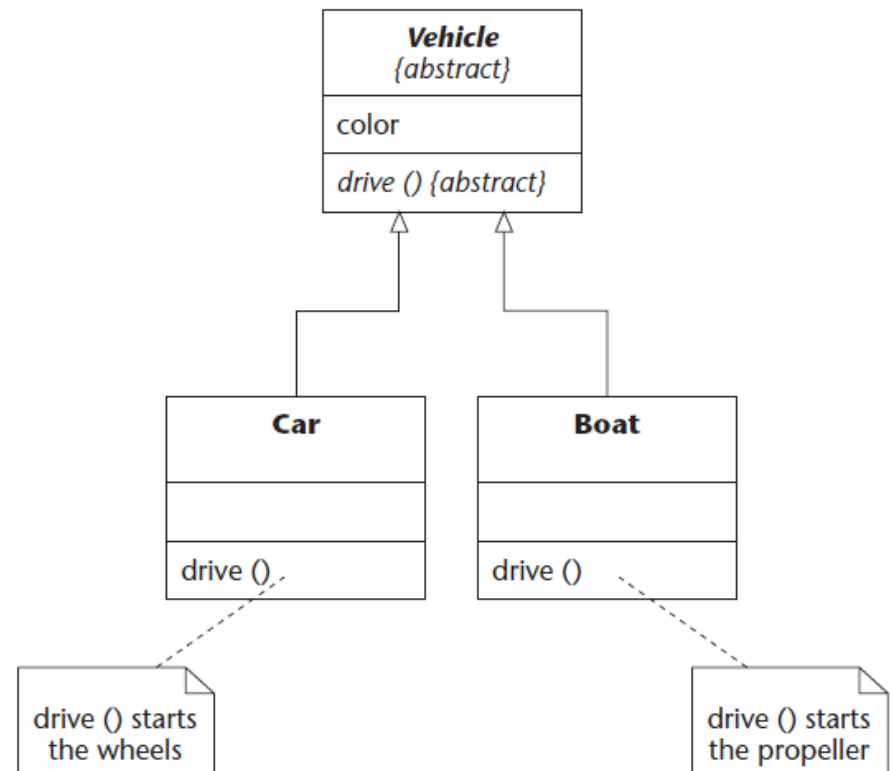 Vehicle
{abstract}
color
drive () {abstract}
Car
Boat
drive ()
drive ()
drive () starts
the wheels
drive () starts
the propeller